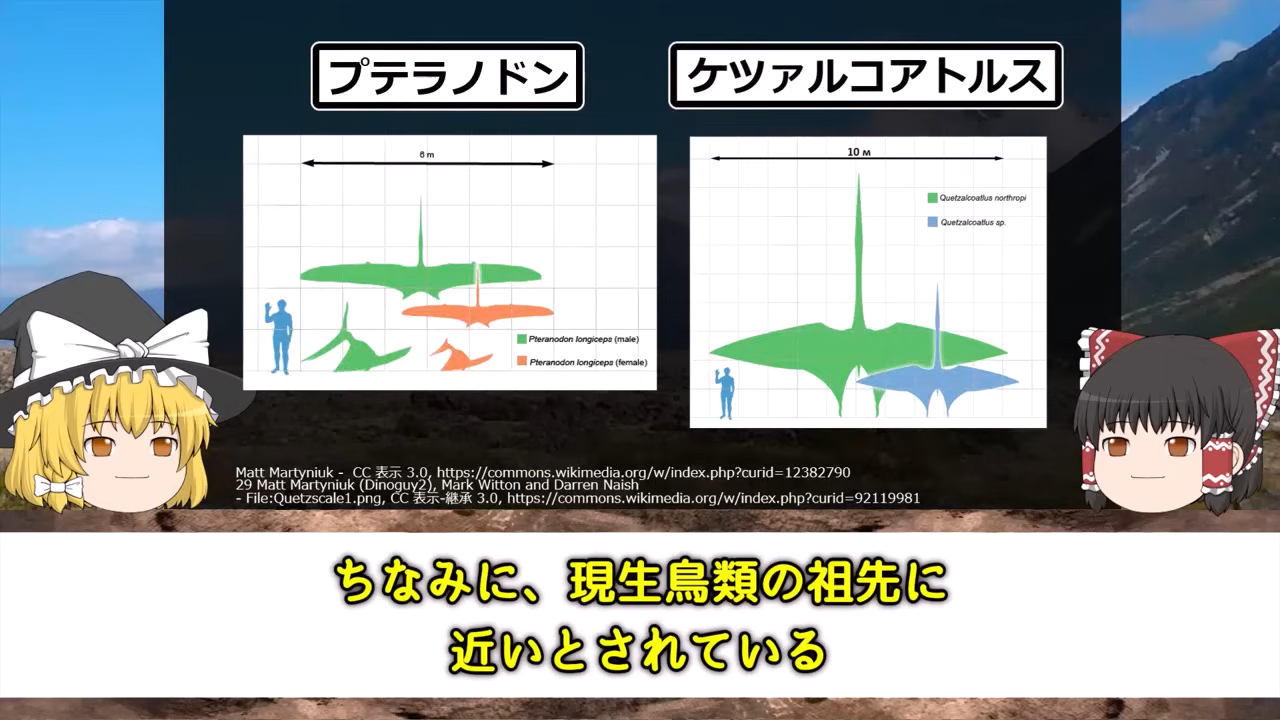 プテラノドン
ケツァルコアトルス
6 m
Pteranodon longiceps (male)
Pteranodon longiceps (female)
10 м
Quetzalcoatlus northropi
Quetzalcoatlus sp.
Matt Martyniuk - CC 表示 3.0, https://commons.wikimedia.org/w/index.php?curid=12382790
29 Matt Martyniuk (Dinoguy2), Mark Witton and Darren Naish
- File:Quetzscale1.png, CC 表示-継承 3.0, https://commons.wikimedia.org/w/index.php?curid=92119981
ちなみに、現生鳥類の祖先に
近いとされている